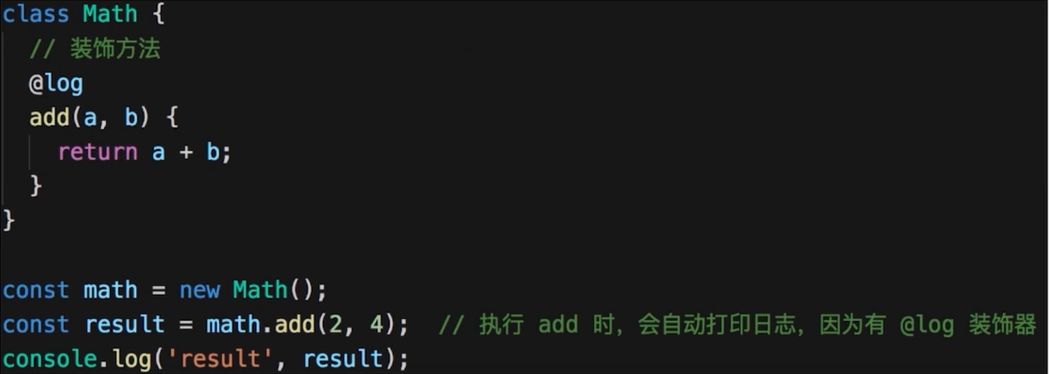 class Math {
// 装饰方法
@log
add(a, b) {
return a + b;
}
}
const math = new Math();
const result = math.add(2, 4); // 执行 add 时，会自动打印日志，因为有 @log 装饰器
console.log('result', result);